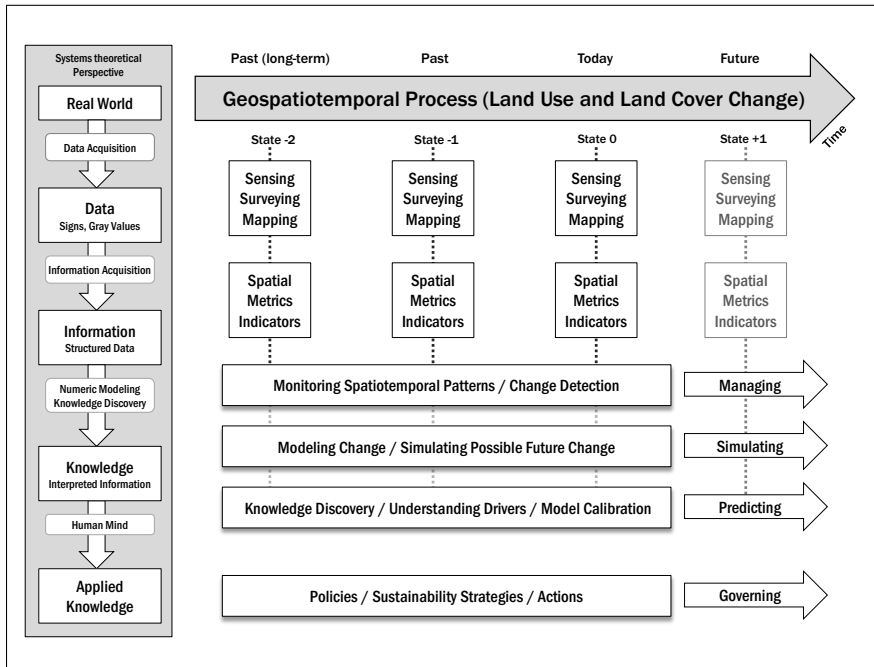 Systems theoretical
Perspective
Real World
Data Acquisition
Data
Signs, Gray Values
Information Acquisition
Information
Structured Data
Numeric Modeling
Knowledge Discovery
Knowledge
Interpreted Information
Human Mind
Applied
Knowledge
Past (long-term)
Past
Today
Future
Geospatiotemporal Process (Land Use and Land Cover Change)
Time
State -2
State -1
State 0
State +1
Sensing
Surveying
Mapping
Sensing
Surveying
Mapping
Sensing
Surveying
Mapping
Sensing
Surveying
Mapping
Spatial
Metrics
Indicators
Spatial
Metrics
Indicators
Spatial
Metrics
Indicators
Spatial
Metrics
Indicators
Monitoring Spatiotemporal Patterns / Change Detection
Managing
Modeling Change / Simulating Possible Future Change
Simulating
Knowledge Discovery / Understanding Drivers / Model Calibration
Predicting
Policies / Sustainability Strategies / Actions
Governing